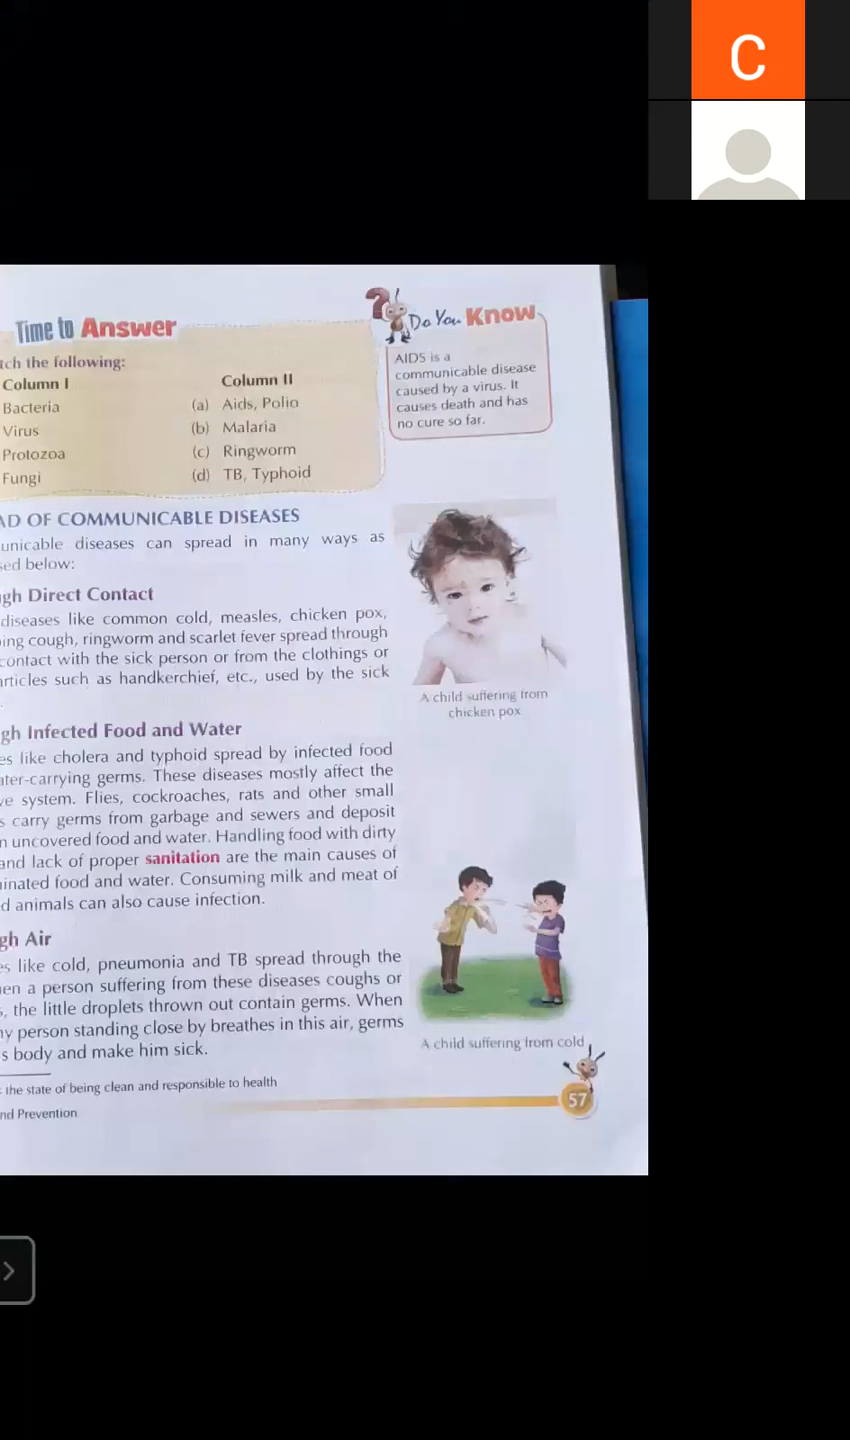 C
Time to Answer
tch the following:
Column I
Column II
Bacteria
(a) Aids, Polio
Virus
(b) Malaria
Protozoa
(c) Ringworm
Fungi
(d) TB, Typhoid
? Do You Know
AIDS is a
communicable disease
caused by a virus. It
causes death and has
no cure so far.
AD OF COMMUNICABLE DISEASES
unicable diseases can spread in many ways as
sed below:
gh Direct Contact
diseases like common cold, measles, chicken pox,
ing cough, ringworm and scarlet fever spread through
contact with the sick person or from the clothings or
articles such as handkerchief, etc., used by the sick
.
A child suffering from
chicken pox
gh Infected Food and Water
es like cholera and typhoid spread by infected food
ater-carrying germs. These diseases mostly affect the
ve system. Flies, cockroaches, rats and other small
s carry germs from garbage and sewers and deposit
n uncovered food and water. Handling food with dirty
and lack of proper sanitation are the main causes of
inated food and water. Consuming milk and meat of
d animals can also cause infection.
gh Air
es like cold, pneumonia and TB spread through the
en a person suffering from these diseases coughs or
s, the little droplets thrown out contain germs. When
ny person standing close by breathes in this air, germs
s body and make him sick.
A child suffering from cold
: the state of being clean and responsible to health
nd Prevention
57